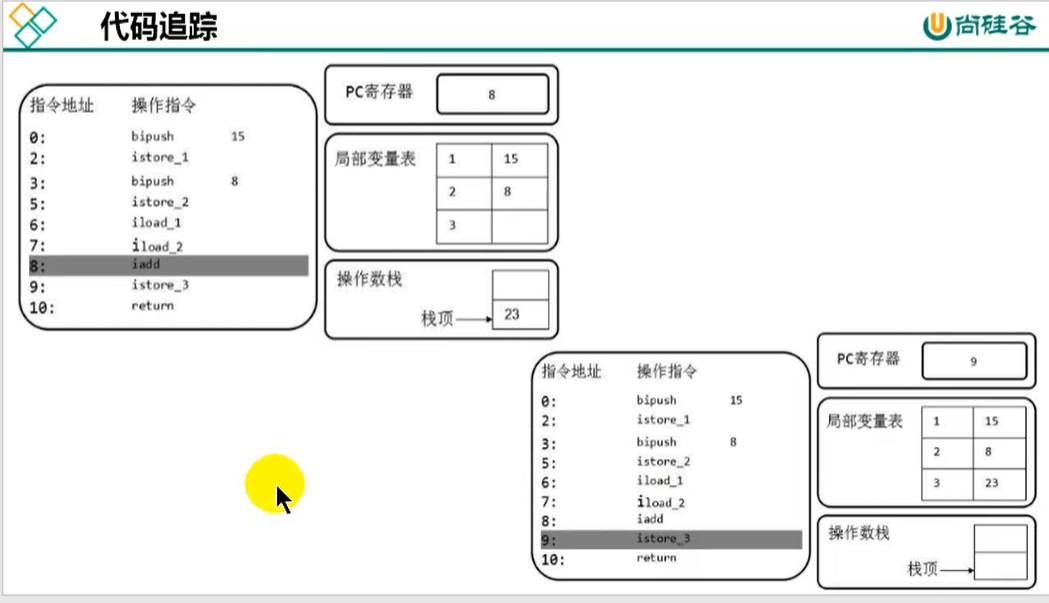 代码追踪
尚硅谷
指令地址 操作指令
0: bipush 15
2: istore_1
3: bipush 8
5: istore_2
6: iload_1
7: iload_2
8: iadd
9: istore_3
10: return
PC寄存器 8
局部变量表
1 15
2 8
3
操作数栈
栈顶 23
指令地址 操作指令
0: bipush 15
2: istore_1
3: bipush 8
5: istore_2
6: iload_1
7: iload_2
8: iadd
9: istore_3
10: return
PC寄存器 9
局部变量表
1 15
2 8
3 23
操作数栈
栈顶